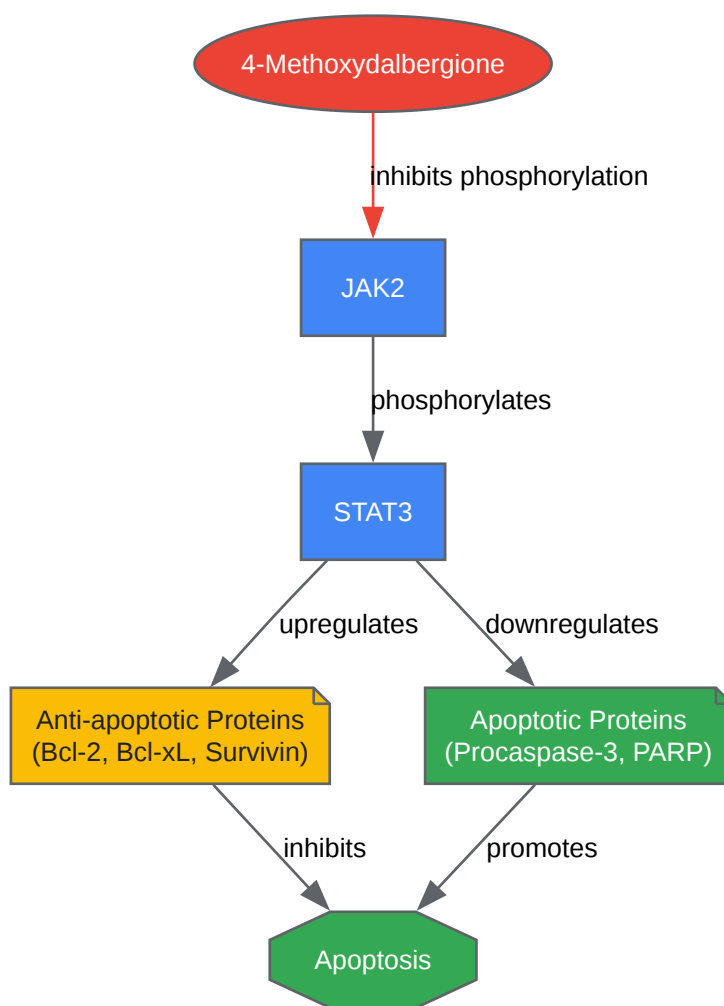 4-Methoxydalbergione
inhibits phosphorylation
JAK2
phosphorylates
STAT3
upregulates
downregulates
Anti-apoptotic Proteins
(Bcl-2, Bcl-xL, Survivin)
Apoptotic Proteins
(Procaspase-3, PARP)
inhibits
promotes
Apoptosis